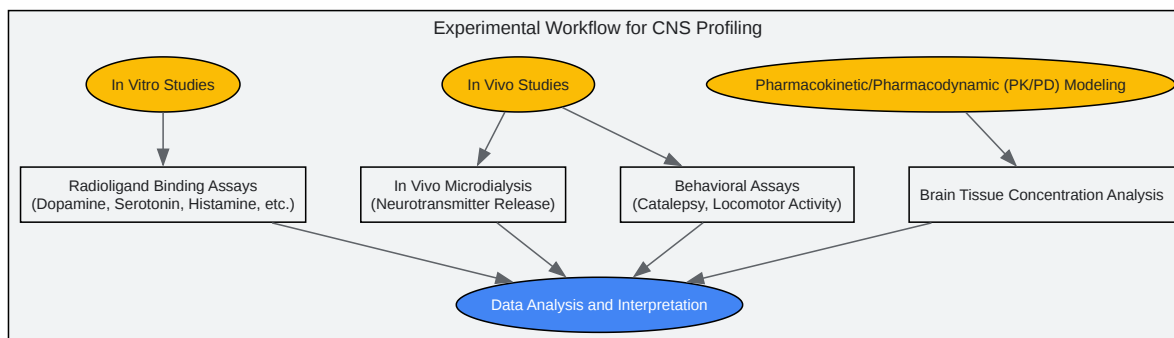 Experimental Workflow for CNS Profiling
In Vitro Studies
In Vivo Studies
Pharmacokinetic/Pharmacodynamic (PK/PD) Modeling
Radioligand Binding Assays
(Dopamine, Serotonin, Histamine, etc.)
In Vivo Microdialysis
(Neurotransmitter Release)
Behavioral Assays
(Catalepsy, Locomotor Activity)
Brain Tissue Concentration Analysis
Data Analysis and Interpretation